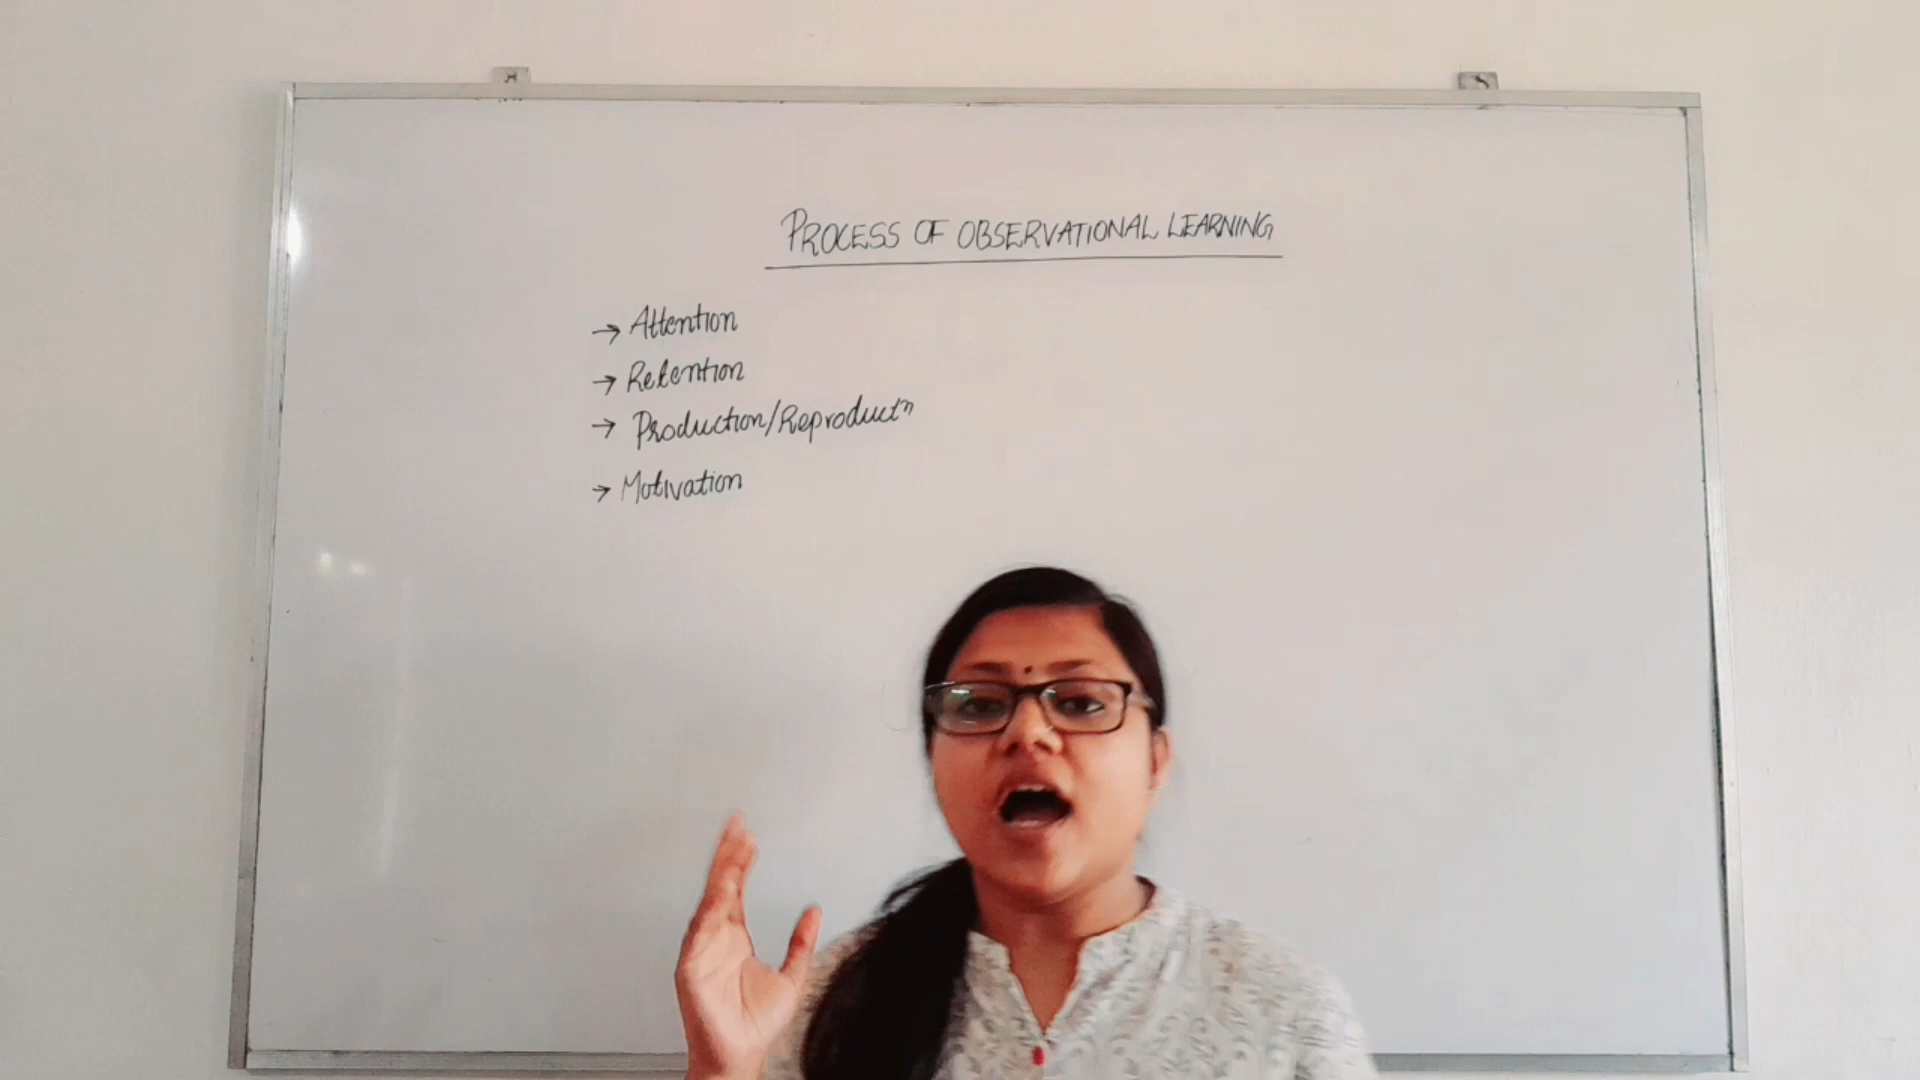 PROCESS OF OBSERVATIONAL LEARNING
→ Attention
→ Retention
→ Production/Reproductn
→ Motivation